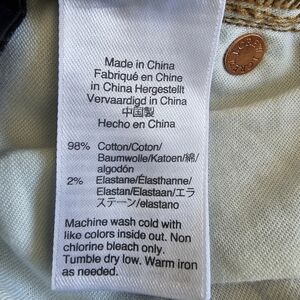 Made in China
Fabriqué en Chine
in China Hergestellt
Vervaardigd in China
中国製
Hecho en China
98% Cotton/Coton/
Baumwolle/Katoen/綿/
algodón
2% Elastane/Élasthanne/
Elastan/Elastaan/エラ
ステーン/elastano
Machine wash cold with
like colors inside out. Non
chlorine bleach only.
Tumble dry low. Warm iron
as needed.